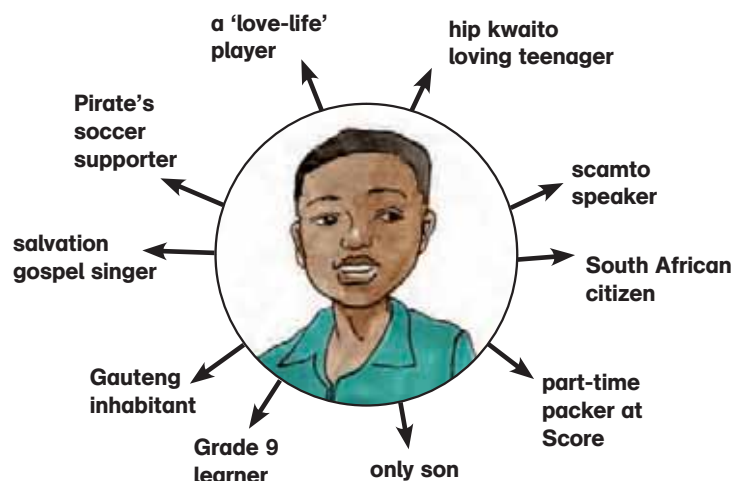 a ‘love-life’
player
hip kwaito
loving teenager
Pirate’s
soccer
supporter
scamto
speaker
salvation
gospel singer
South African
citizen
Gauteng
inhabitant
part-time
packer at
Score
Grade 9
learner
only son